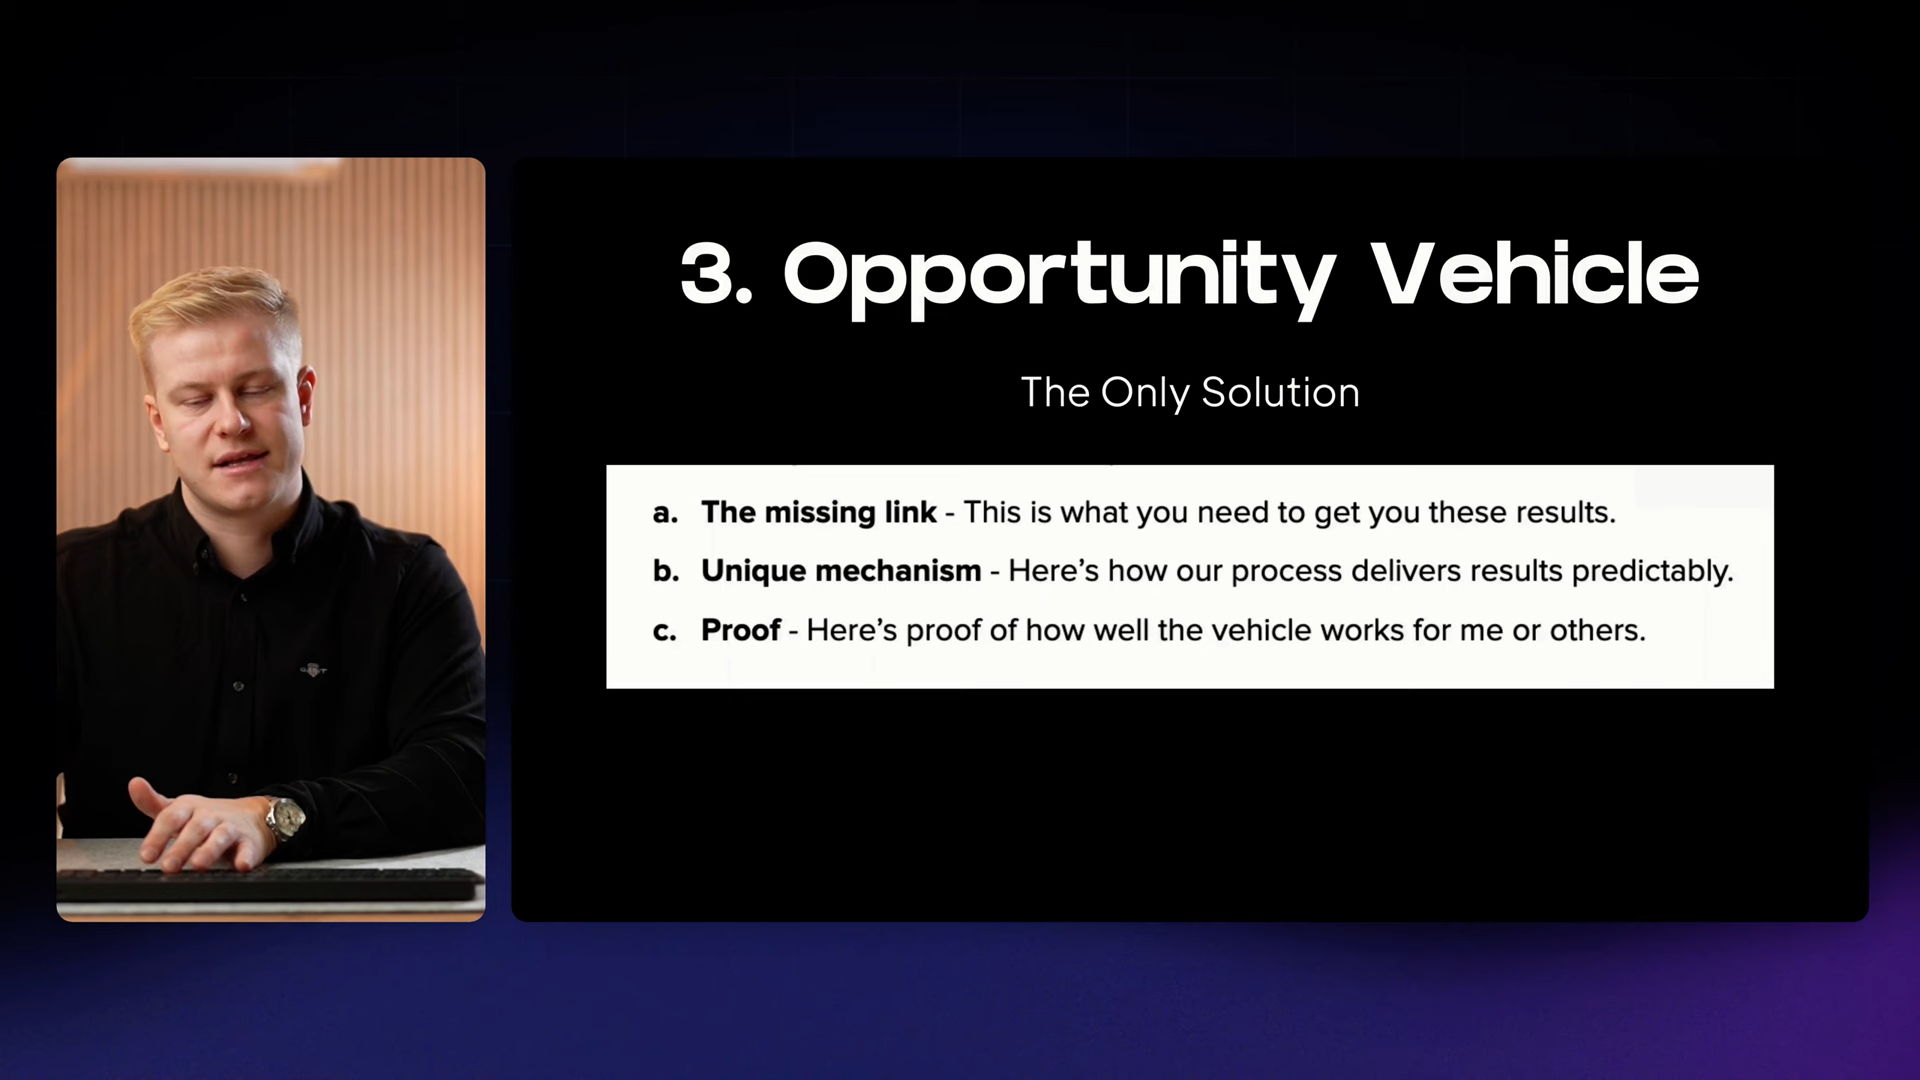 3. Opportunity Vehicle
The Only Solution
a. The missing link - This is what you need to get you these results.
b. Unique mechanism - Here’s how our process delivers results predictably.
c. Proof - Here’s proof of how well the vehicle works for me or others.